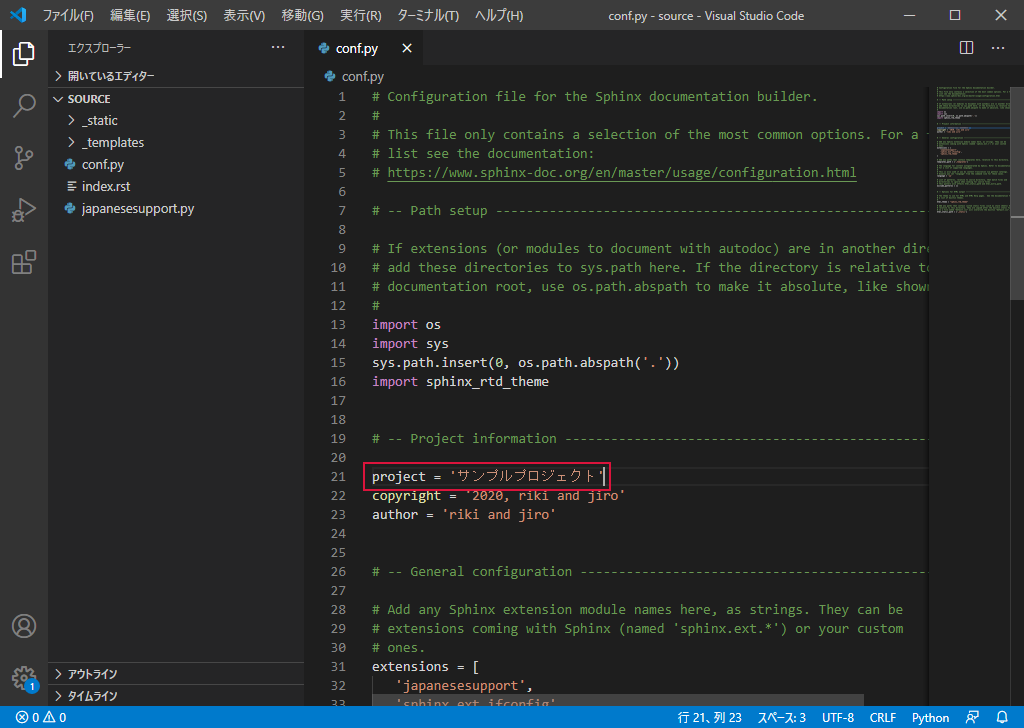 ファイル(F) 編集(E) 選択(S) 表示(V) 移動(G) 実行(R) ターミナル(T) ヘルプ(H) conf.py - source - Visual Studio Code
エクスプローラー
開いているエディター
SOURCE
_static
_templates
conf.py
index.rst
japanesesupport.py
アウトライン
タイムライン
conf.py
conf.py
1 # Configuration file for the Sphinx documentation builder.
2 #
3 # This file only contains a selection of the most common options. For a
4 # list see the documentation:
5 # https://www.sphinx-doc.org/en/master/usage/configuration.html
6
7 # -- Path setup --------------------------------------------------------
8
9 # If extensions (or modules to document with autodoc) are in another dire
10 # add these directories to sys.path here. If the directory is relative to
11 # documentation root, use os.path.abspath to make it absolute, like shown
12 #
13 import os
14 import sys
15 sys.path.insert(0, os.path.abspath('.'))
16 import sphinx_rtd_theme
17
18
19 # -- Project information -----------------------------------------------
20
21 project = 'サンプルプロジェクト'
22 copyright = '2020, riki and jiro'
23 author = 'riki and jiro'
24
25
26 # -- General configuration ---------------------------------------------
27
28 # Add any Sphinx extension module names here, as strings. They can be
29 # extensions coming with Sphinx (named 'sphinx.ext.*') or your custom
30 # ones.
31 extensions = [
32 'japanesesupport',
33 'sphinx.ext.ifconfig'
1
0 0 行 21、列 23 スペース: 3 UTF-8 CRLF Python